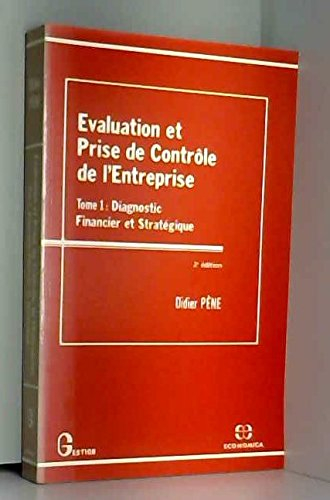 Evaluation et
Prise de Contrôle
de l'Entreprise
Tome 1 : Diagnostic
Financier et Stratégique
2e édition
Didier PÈNE
GESTION
ECONOMICA